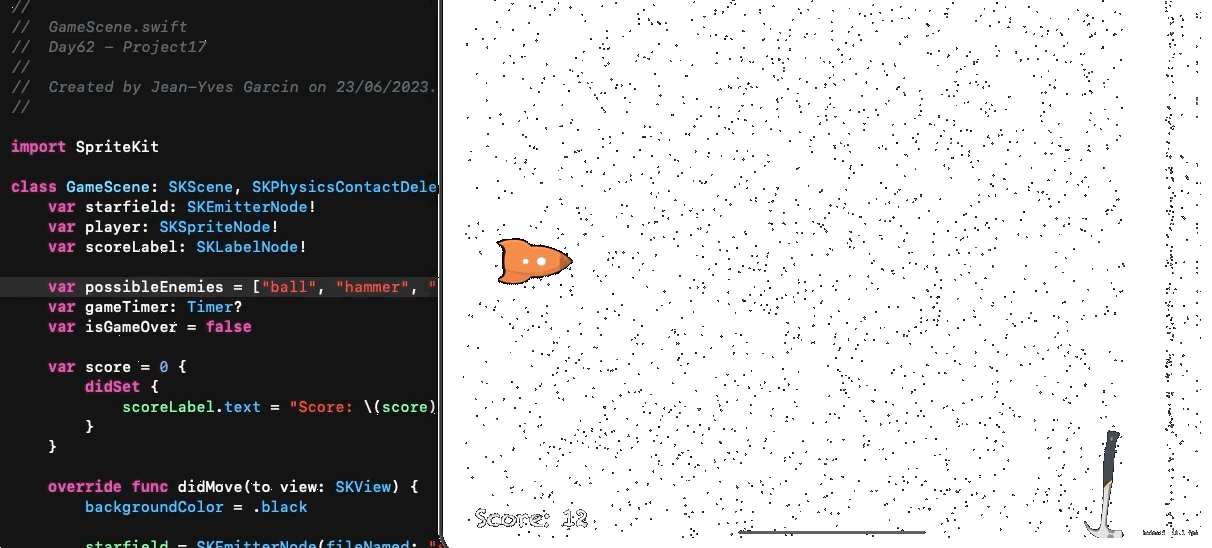 //
//  GameScene.swift
//  Day62 - Project17
//
//  Created by Jean-Yves Garcin on 23/06/2023.
//
import SpriteKit
class GameScene: SKScene, SKPhysicsContactDele
var starfield: SKEmitterNode!
var player: SKSpriteNode!
var scoreLabel: SKLabelNode!
var possibleEnemies = ["ball", "hammer", "
var gameTimer: Timer?
var isGameOver = false
var score = 0 {
didSet {
scoreLabel.text = "Score: \(score)
}
}
override func didMove(to view: SKView) {
backgroundColor = .black
starfield = SKEmitterNode(fileNamed: "
Score: 12